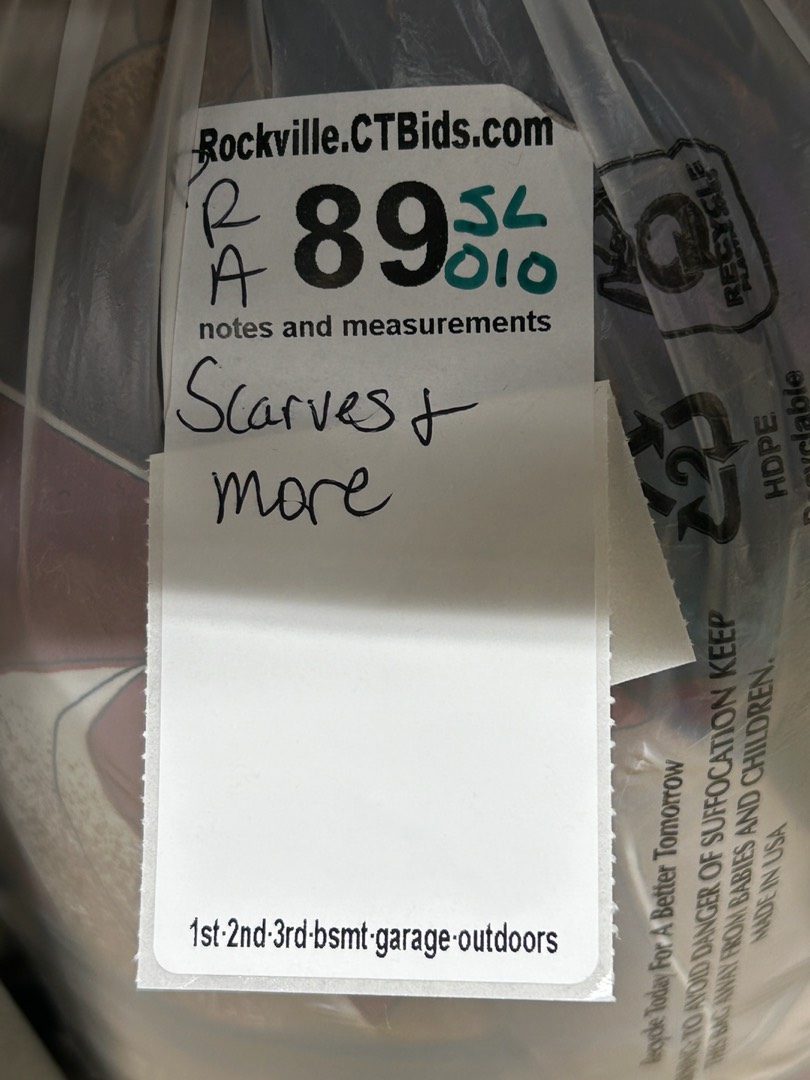 Rockville.CTBids.com
R
A
89
SL
010
notes and measurements
Scarves +
more
1st·2nd·3rd·bsmt·garage·outdoors
RECYCLE
2
HDPE
Recycle Today For A Better Tomorrow
TO AVOID DANGER OF SUFFOCATION KEEP
THIS BAG AWAY FROM BABIES AND CHILDREN.
MADE IN USA